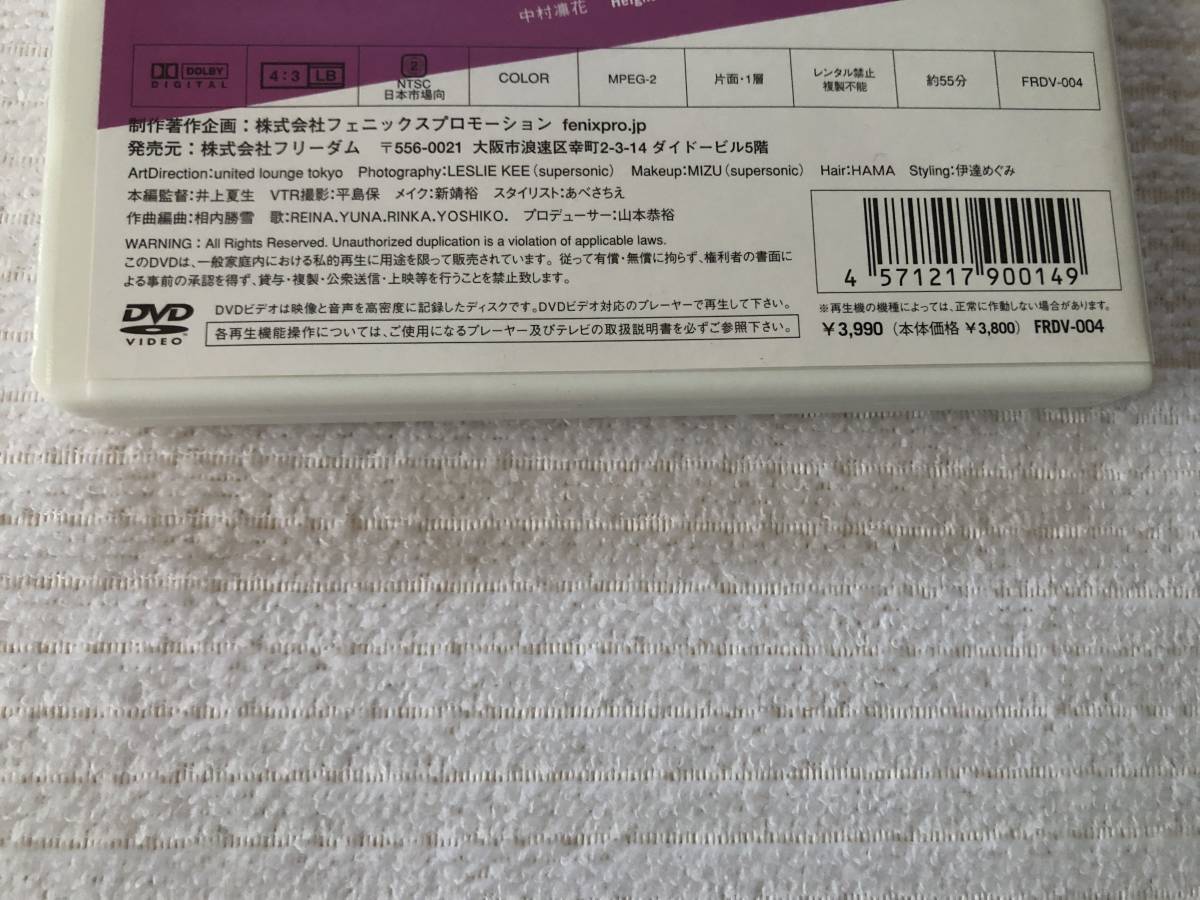 中村凛花 Heigh
DOLBY DIGITAL 4:3 LB 2 NTSC 日本市場向 COLOR MPEG-2 片面・1層 レンタル禁止 複製不能 約55分 FRDV-004
制作著作企画：株式会社フェニックスプロモーション fenixpro.jp
発売元：株式会社フリーダム 〒556-0021 大阪市浪速区幸町2-3-14 ダイドービル5階
ArtDirection:united lounge tokyo Photography:LESLIE KEE(supersonic) Makeup:MIZU(supersonic) Hair:HAMA Styling:伊達めぐみ
本編監督：井上夏生 VTR撮影：平島保 メイク：新靖裕 スタイリスト：あべさちえ
作曲編曲：相内勝雪 歌：REINA.YUNA.RINKA.YOSHIKO. プロデューサー：山本恭裕
WARNING：All Rights Reserved. Unauthorized duplication is a violation of applicable laws.
このDVDは、一般家庭内における私的再生に用途を限って販売されています。従って有償・無償に拘らず、権利者の書面に
よる事前の承認を得ず、貸与・複製・公衆送信・上映等を行うことを禁止致します。
4 571217 900149
DVD VIDEO
DVDビデオは映像と音声を高密度に記録したディスクです。DVDビデオ対応のプレーヤーで再生して下さい。
各再生機能操作については、ご使用になるプレーヤー及びテレビの取扱説明書を必ずご参照下さい。
※再生機の機種によっては、正常に作動しない場合があります。
￥3,990（本体価格 ￥3,800） FRDV-004